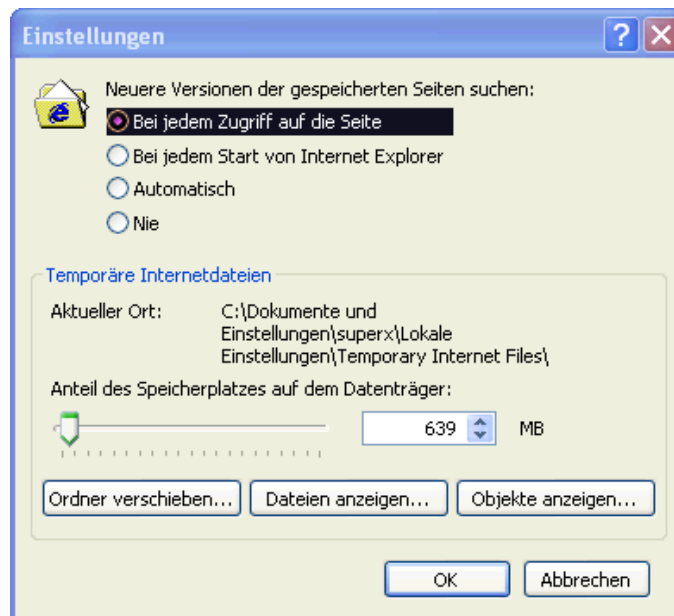 Einstellungen
Neuere Versionen der gespeicherten Seiten suchen:
Bei jedem Zugriff auf die Seite
Bei jedem Start von Internet Explorer
Automatisch
Nie
Temporäre Internetdateien
Aktueller Ort: C:\Dokumente und
Einstellungen\superx\Lokale
Einstellungen\Temporary Internet Files\
Anteil des Speicherplatzes auf dem Datenträger:
639 MB
Ordner verschieben... Dateien anzeigen... Objekte anzeigen...
OK Abbrechen